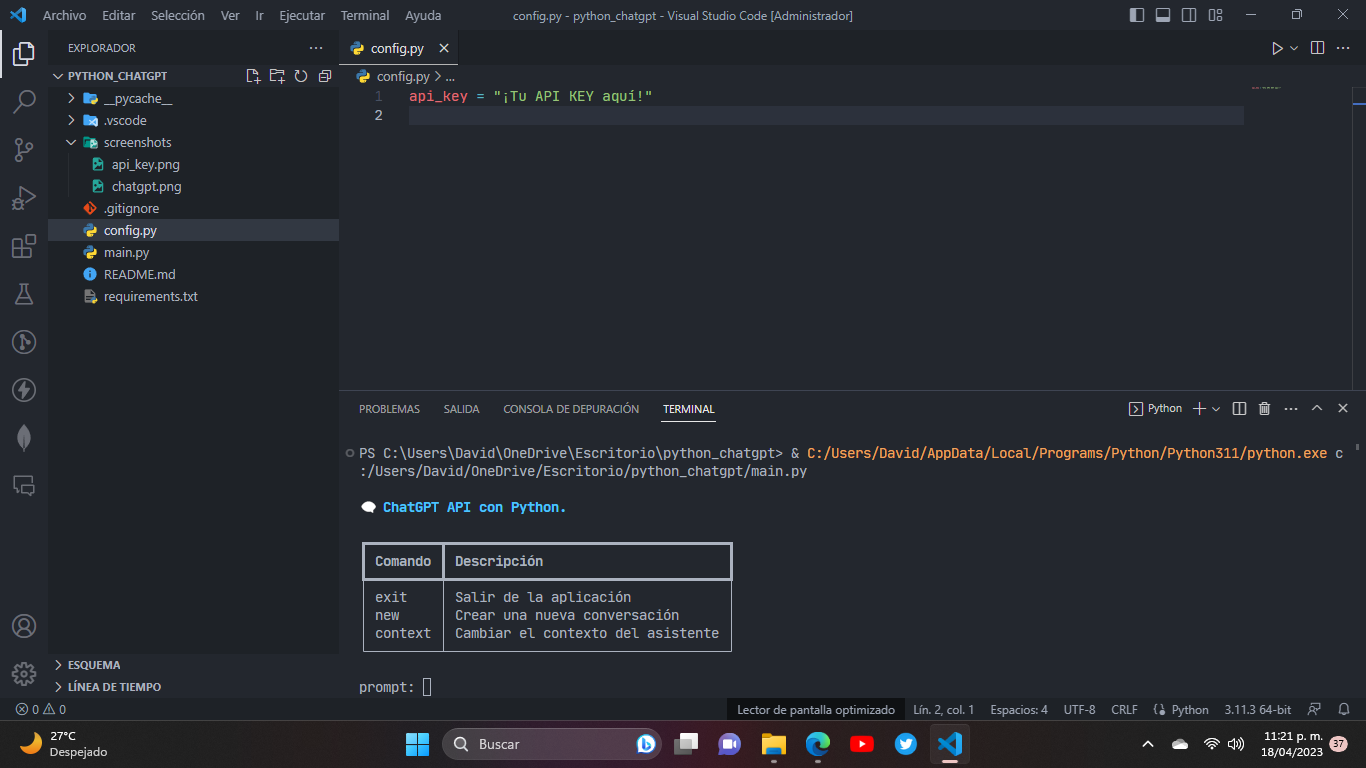 Archivo Editar Selección Ver Ir Ejecutar Terminal Ayuda
config.py - python_chatgpt - Visual Studio Code [Administrador]
EXPLORADOR
PYTHON_CHATGPT
__pycache__
.vscode
screenshots
api_key.png
chatgpt.png
.gitignore
config.py
main.py
README.md
requirements.txt
ESQUEMA
LÍNEA DE TIEMPO
config.py
config.py > ...
1 api_key = "¡Tu API KEY aquí!"
2
PROBLEMAS SALIDA CONSOLA DE DEPURACIÓN TERMINAL
Python
PS C:\Users\David\OneDrive\Escritorio\python_chatgpt> & C:/Users/David/AppData/Local/Programs/Python/Python311/python.exe c
:/Users/David/OneDrive/Escritorio/python_chatgpt/main.py
ChatGPT API con Python.
Comando Descripción
exit Salir de la aplicación
new Crear una nueva conversación
context Cambiar el contexto del asistente
prompt:
0 0
Lector de pantalla optimizado Lín. 2, col. 1 Espacios: 4 UTF-8 CRLF Python 3.11.3 64-bit
27°C
Despejado
Buscar
11:21 p. m.
18/04/2023
37